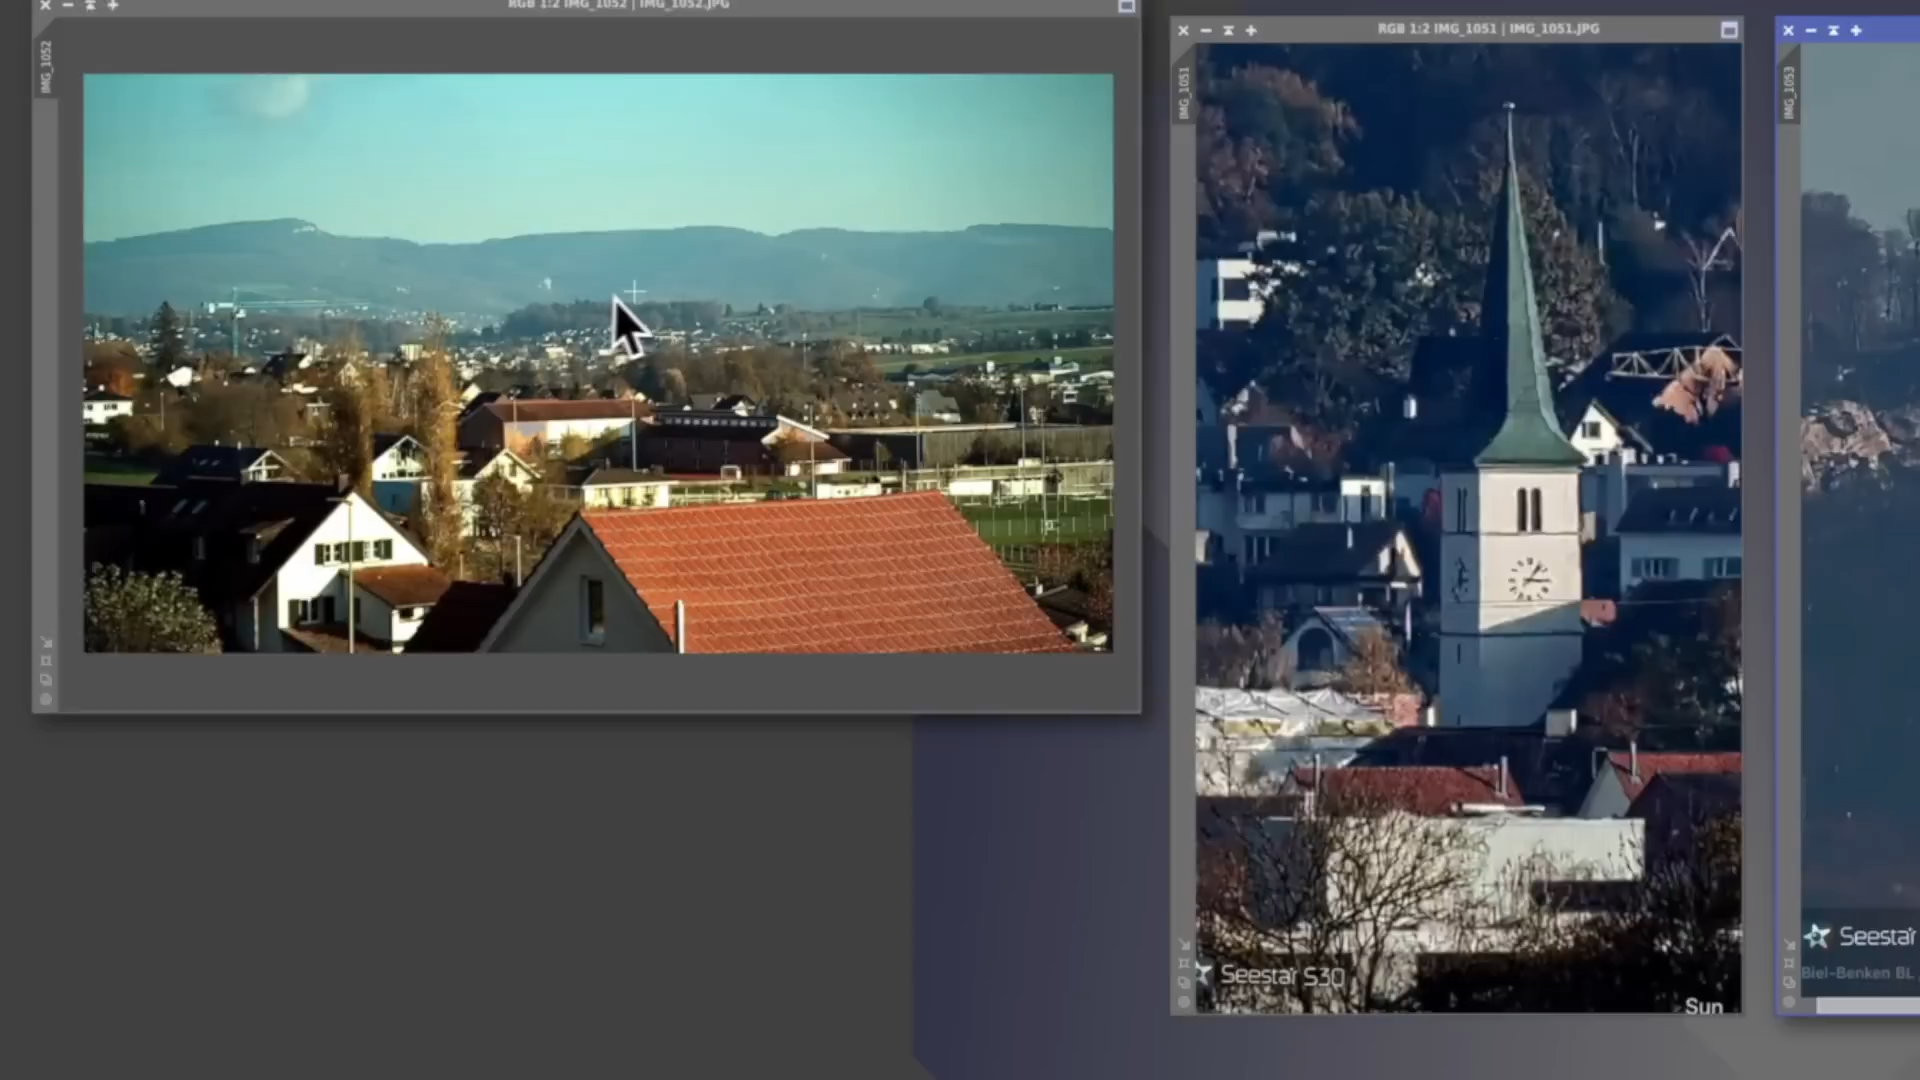 RGB 1:2 IMG_1052 | IMG_1052.JPG
IMG_1052
RGB 1:2 IMG_1051 | IMG_1051.JPG
IMG_1051
Seestar S30
Sun
IMG_1053
Seestar
Biel-Benken BL